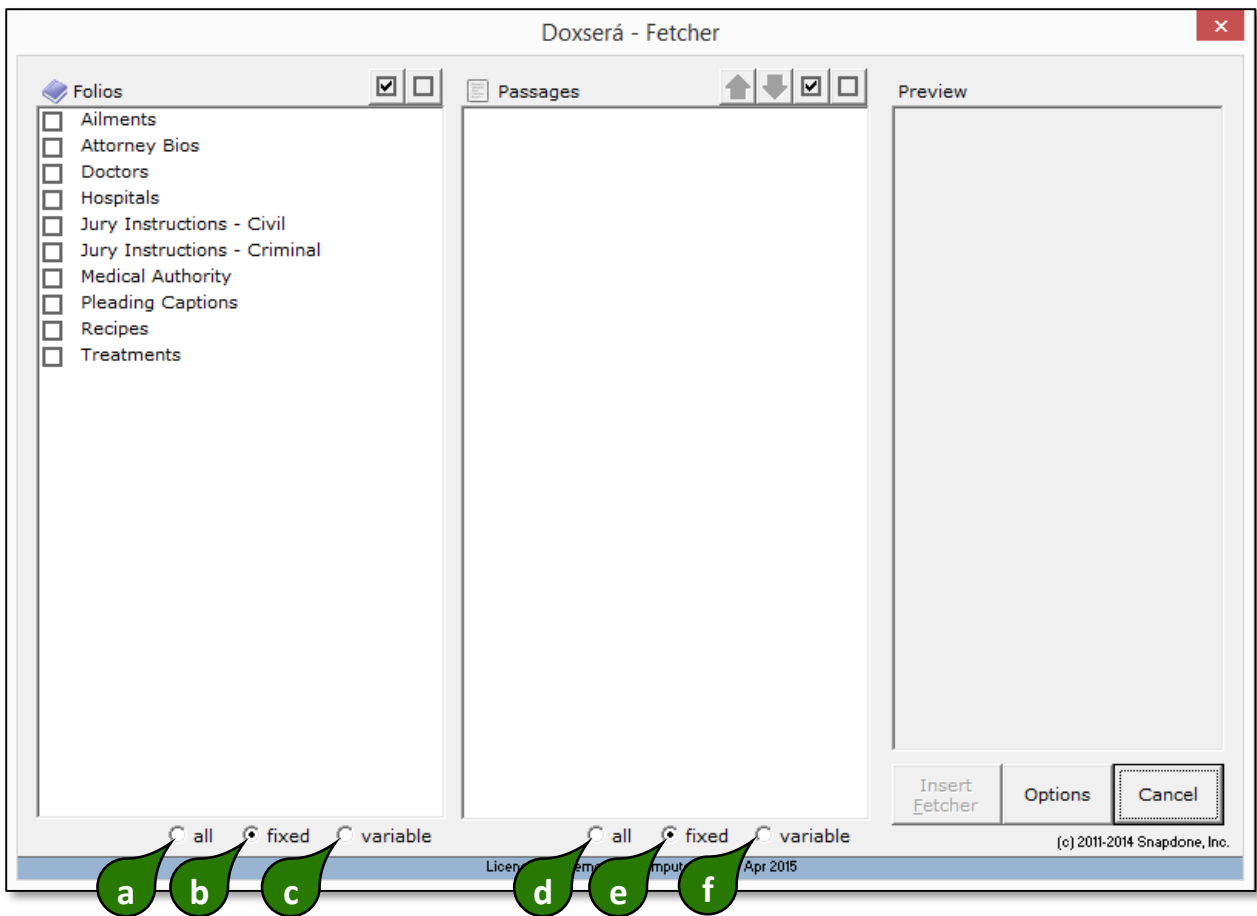 Doxserá - Fetcher
Folios
Passages
Preview
Ailments
Attorney Bios
Doctors
Hospitals
Jury Instructions - Civil
Jury Instructions - Criminal
Medical Authority
Pleading Captions
Recipes
Treatments
Insert Fetcher
Options
Cancel
all fixed variable
all fixed variable
(c) 2011-2014 Snapdone, Inc.
Apr 2015
a b c d e f